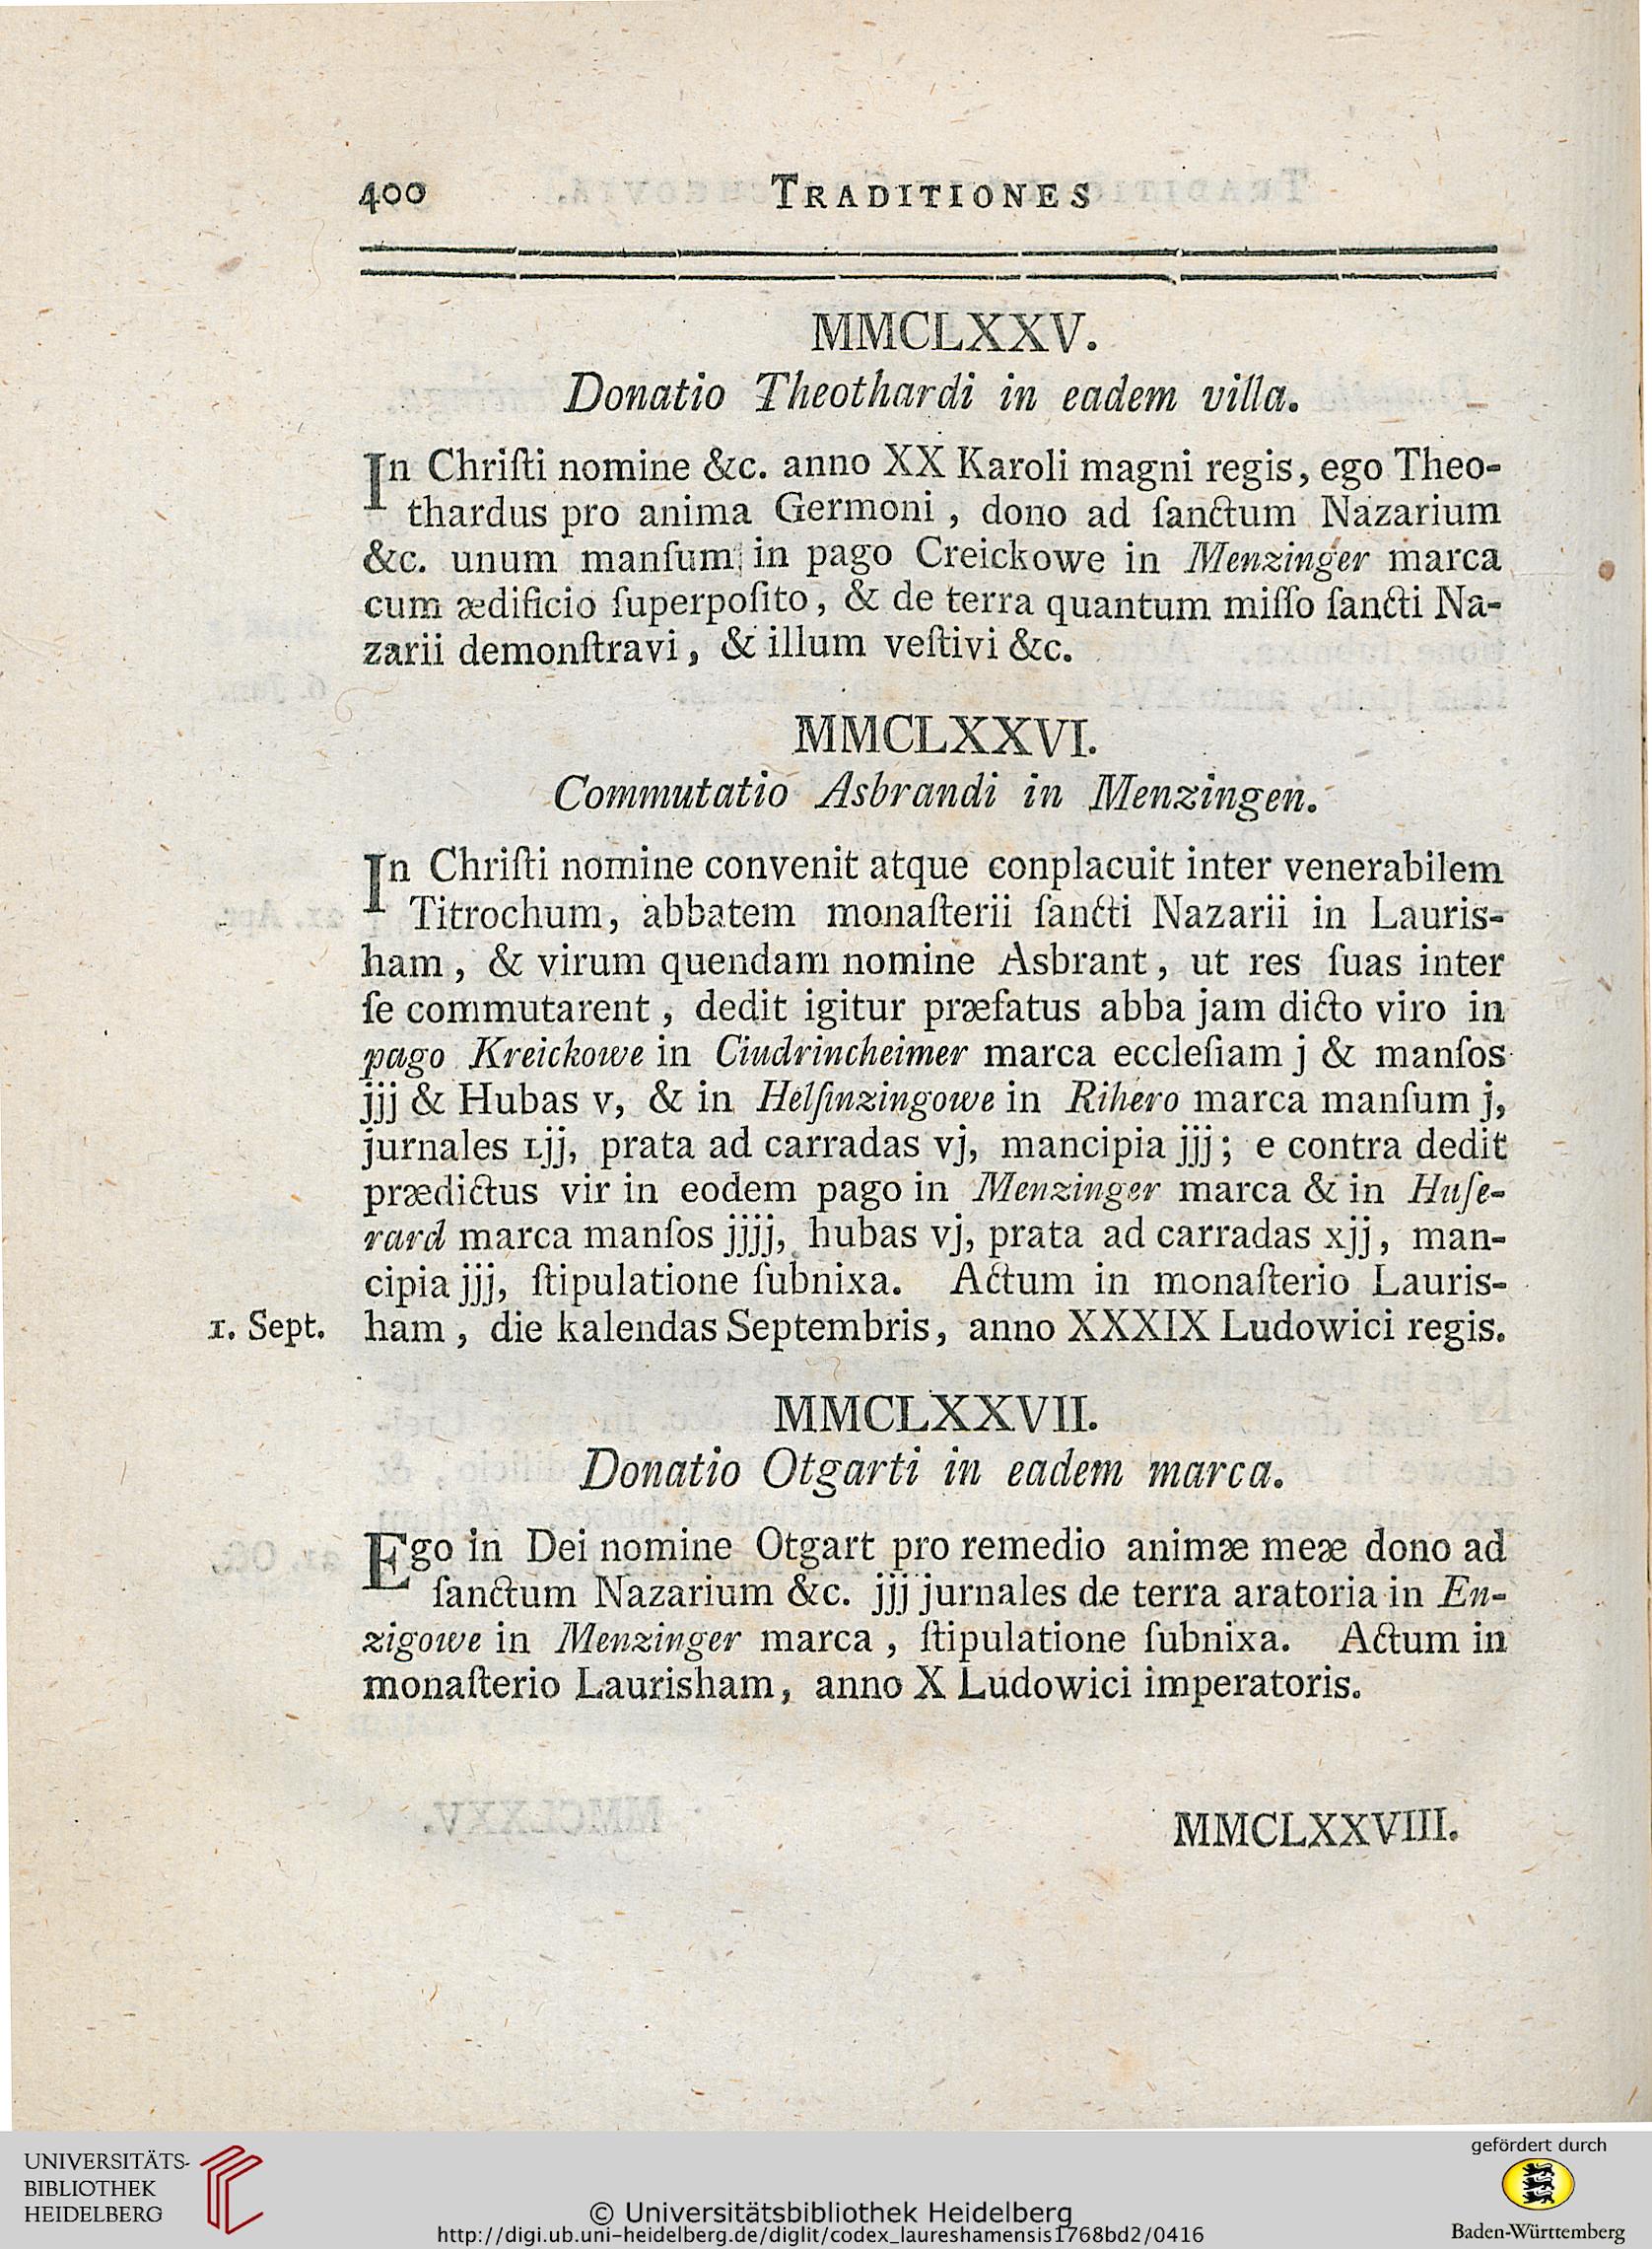 400 TRADITIONES
MMCLXXV.
Donatio Theothardi in eadem villa.
In Chriſti nomine &c. anno XX Karoli magni regis, ego Theo-
thardus pro anima Germoni, dono ad ſanctum Nazarium
&c. unum manſum in pago Creickowe in Menzinger marca
cum ædificio ſuperpoſito, & de terra quantum miſſo ſancti Na-
zarii demonſtravi, & illum veſtivi &c.
MMCLXXVI.
Commutatio Asbrandi in Menzingen.
In Chriſti nomine convenit atque conplacuit inter venerabilem
Titrochum, abbatem monaſterii ſancti Nazarii in Lauris-
ham, & virum quendam nomine Asbrant, ut res ſuas inter
ſe commutarent, dedit igitur præfatus abba jam dicto viro in
pago Kreickowe in Ciudrincheimer marca eccleſiam j & manſos
jjj & Hubas v, & in Helſinzingowe in Rihero marca manſum j,
jurnales Ljj, prata ad carradas vj, mancipia jjj; e contra dedit
prædictus vir in eodem pago in Menzinger marca & in Huſe-
rard marca manſos jjjj, hubas vj, prata ad carradas xjj, man-
cipia jjj, ſtipulatione ſubnixa. Actum in monaſterio Lauris-
1. Sept. ham, die kalendas Septembris, anno XXXIX Ludowici regis.
MMCLXXVII.
Donatio Otgarti in eadem marca.
Ego in Dei nomine Otgart pro remedio animæ meæ dono ad
ſanctum Nazarium &c. jjj jurnales de terra aratoria in En-
zigowe in Menzinger marca, ſtipulatione ſubnixa. Actum in
monaſterio Laurisham, anno X Ludowici imperatoris.
MMCLXXVIII.
UNIVERSITÄTS-
BIBLIOTHEK
HEIDELBERG
© Universitätsbibliothek Heidelberg
http://digi.ub.uni-heidelberg.de/diglit/codex_laureshamensis1768bd2/0416
gefördert durch
Baden-Württemberg